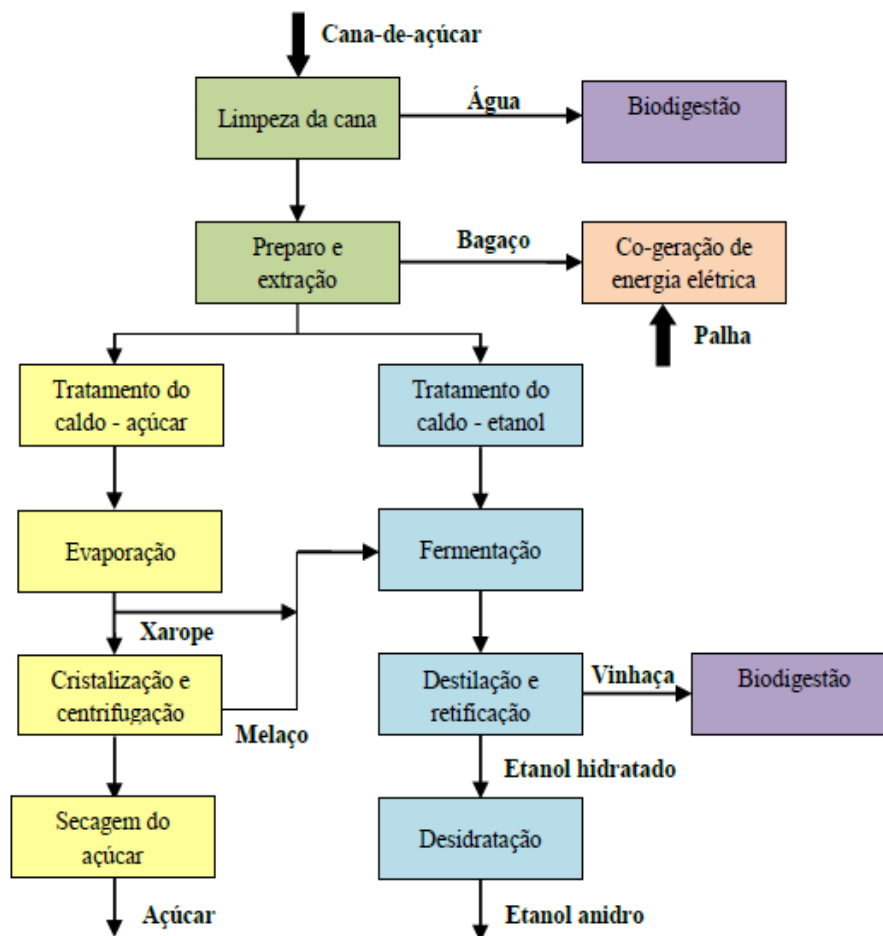 Cana-de-açúcar
Limpeza da cana
Água
Biodigestão
Preparo e
extração
Bagaço
Co-geração de
energia elétrica
Palha
Tratamento do
caldo - açúcar
Tratamento do
caldo - etanol
Evaporação
Fermentação
Xarope
Cristalização e
centrifugação
Melaço
Destilação e
retificação
Vinhaça
Biodigestão
Etanol hidratado
Secagem do
açúcar
Desidratação
Açúcar
Etanol anidro